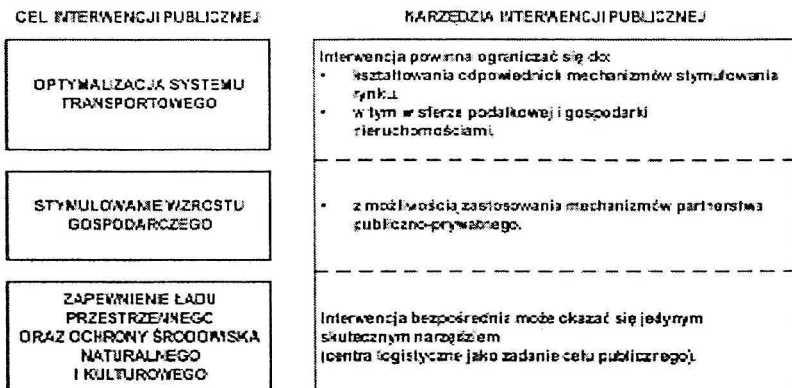 CEL INTERWENCJI PUBLICZNEJ
NARZĘDZIA INTERWENCJI PUBLICZNEJ
OPTYMALIZACJA SYSTEMU
TRANSPORTOWEGO
Interwencja powinna ograniczać się do:
• kształtowania odpowiednich mechanizmów stymulowania
rynku
• w tym w sferze podatkowej i gospodarki
nieruchomościami.
STYMULOWANIE WZROSTU
GOSPODARCZEGO
• z możliwością zastosowania mechanizmów partnerstwa
publiczno-prywatnego.
ZAPEWNIENIE ŁADU
PRZESTRZENNEGO
ORAZ OCHRONY ŚRODOWISKA
NATURALNEGO
I KULTUROWEGO
Interwencja bezpośrednia może okazać się jedynym
skutecznym narzędziem
(centra logistyczne jako zadanie celu publicznego).